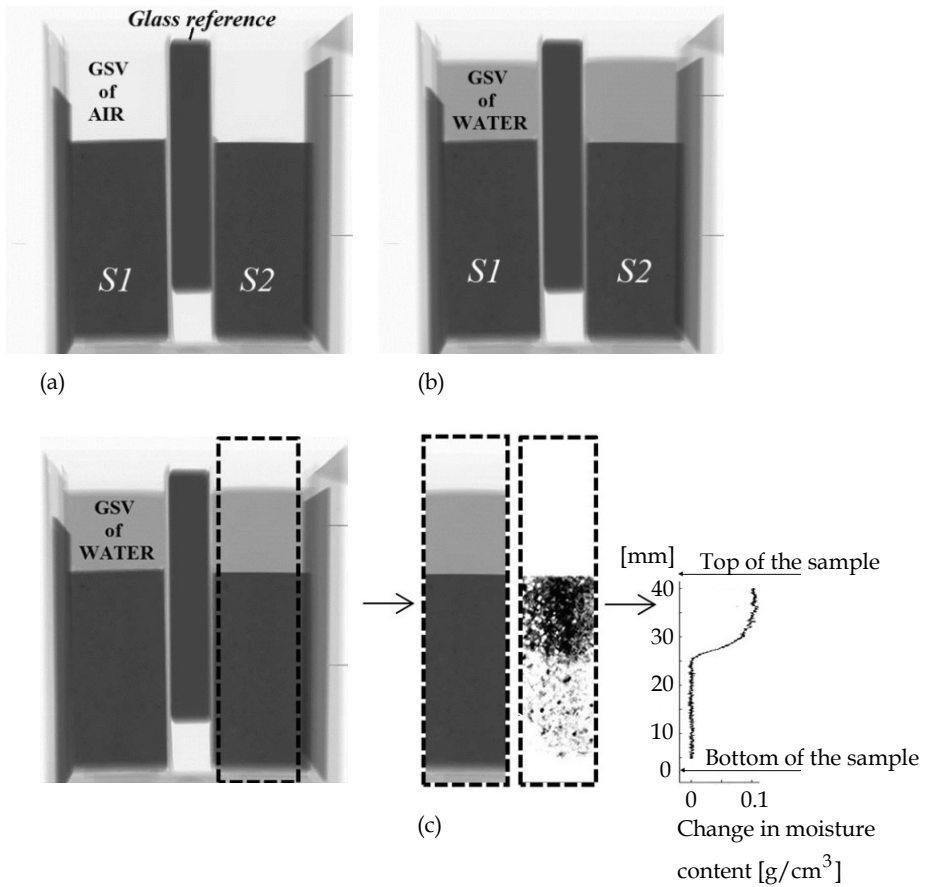 Glass reference
GSV
of
AIR
S1
S2
(a)
GSV
of
WATER
S1
S2
(b)
GSV
of
WATER
[mm]
Top of the sample
40
30
20
10
Bottom of the sample
0
0 0.1
Change in moisture
content [g/cm³]
(c)